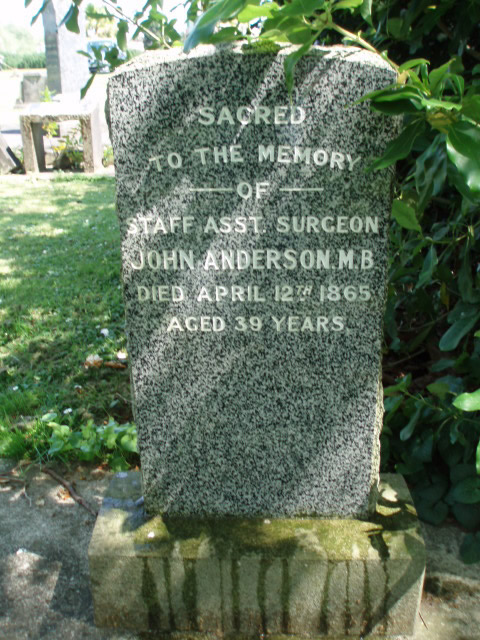 SACRED
TO THE MEMORY
OF
STAFF ASST. SURGEON
JOHN ANDERSON. M.B.
DIED APRIL 12TH 1865
AGED 39 YEARS